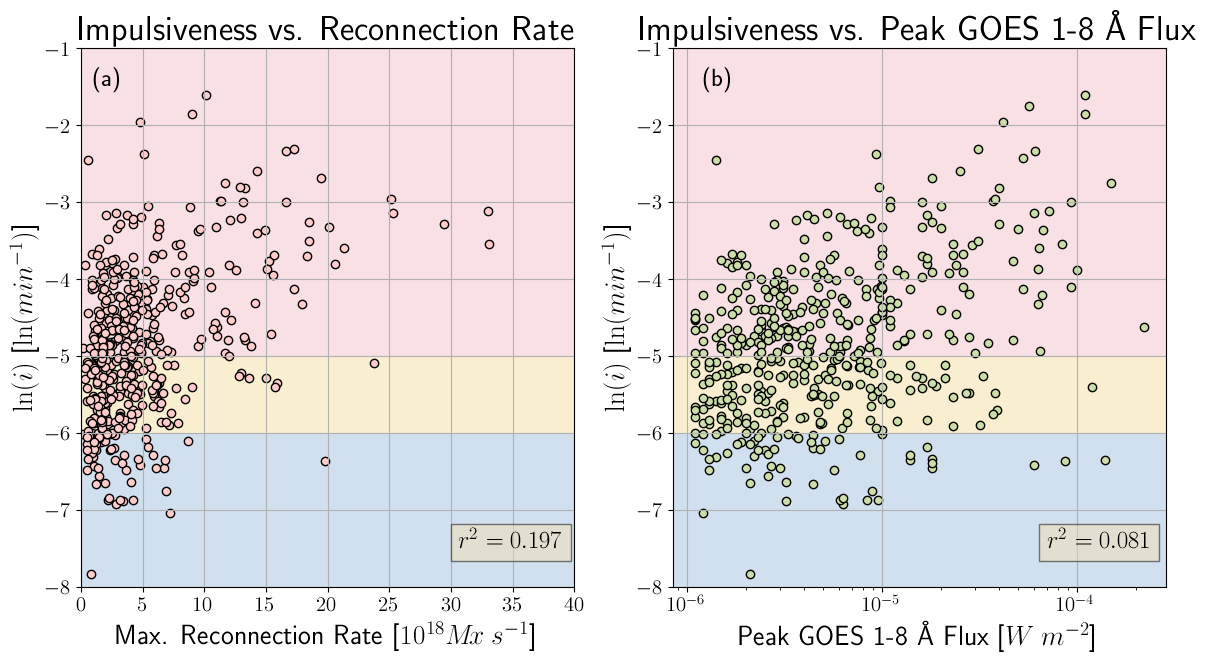 Impulsiveness vs. Reconnection Rate
(a)
−1
−2
−3
−4
−5
−6
−7
−8
ln(i) [ln(min⁻¹)]
r² = 0.197
0 5 10 15 20 25 30 35 40
Max. Reconnection Rate [10¹⁸Mx s⁻¹]
Impulsiveness vs. Peak GOES 1-8 Å Flux
(b)
−1
−2
−3
−4
−5
−6
−7
−8
ln(i) [ln(min⁻¹)]
r² = 0.081
10⁻⁶ 10⁻⁵ 10⁻⁴
Peak GOES 1-8 Å Flux [W m⁻²]